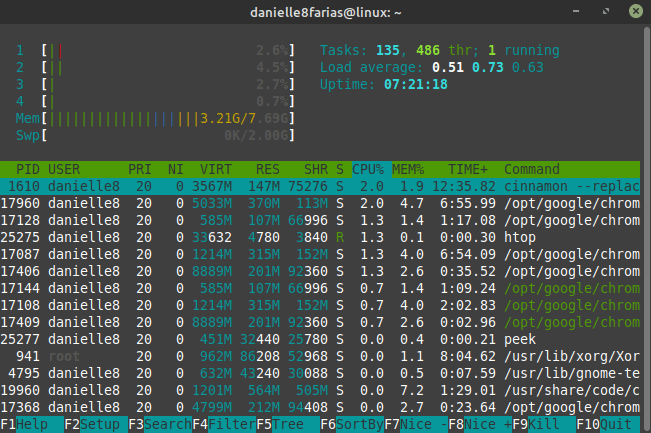 danielle8farias@linux: ~
1 [|| 2.6%] Tasks: 135, 486 thr; 1 running
2 [|| 4.5%] Load average: 0.51 0.73 0.63
3 [| 2.7%] Uptime: 07:21:18
4 [| 0.7%]
Mem[|||||||||||||||||||3.21G/7.69G]
Swp[ 0K/2.00G]
PID USER PRI NI VIRT RES SHR S CPU% MEM% TIME+ Command
1610 danielle8 20 0 3567M 147M 75276 S 2.0 1.9 12:35.82 cinnamon --replac
17960 danielle8 20 0 5033M 370M 113M S 2.0 4.7 6:55.99 /opt/google/chrom
17128 danielle8 20 0 585M 107M 66996 S 1.3 1.4 1:17.08 /opt/google/chrom
25275 danielle8 20 0 33632 4780 3840 R 1.3 0.1 0:00.30 htop
17087 danielle8 20 0 1214M 315M 152M S 1.3 4.0 6:54.09 /opt/google/chrom
17406 danielle8 20 0 8889M 201M 92360 S 1.3 2.6 0:35.52 /opt/google/chrom
17144 danielle8 20 0 585M 107M 66996 S 0.7 1.4 1:09.24 /opt/google/chrom
17108 danielle8 20 0 1214M 315M 152M S 0.7 4.0 2:02.83 /opt/google/chrom
17409 danielle8 20 0 8889M 201M 92360 S 0.7 2.6 0:02.96 /opt/google/chrom
25277 danielle8 20 0 451M 32440 25780 S 0.0 0.4 0:00.21 peek
941 root 20 0 962M 86208 52968 S 0.0 1.1 8:04.62 /usr/lib/xorg/Xor
4795 danielle8 20 0 632M 43240 30088 S 0.0 0.5 0:07.59 /usr/lib/gnome-te
19960 danielle8 20 0 1201M 564M 505M S 0.0 7.2 1:29.01 /usr/share/code/c
17368 danielle8 20 0 4799M 212M 94408 S 0.0 2.7 0:23.64 /opt/google/chrom
F1Help F2Setup F3SearchF4FilterF5Tree F6SortByF7Nice -F8Nice +F9Kill F10Quit